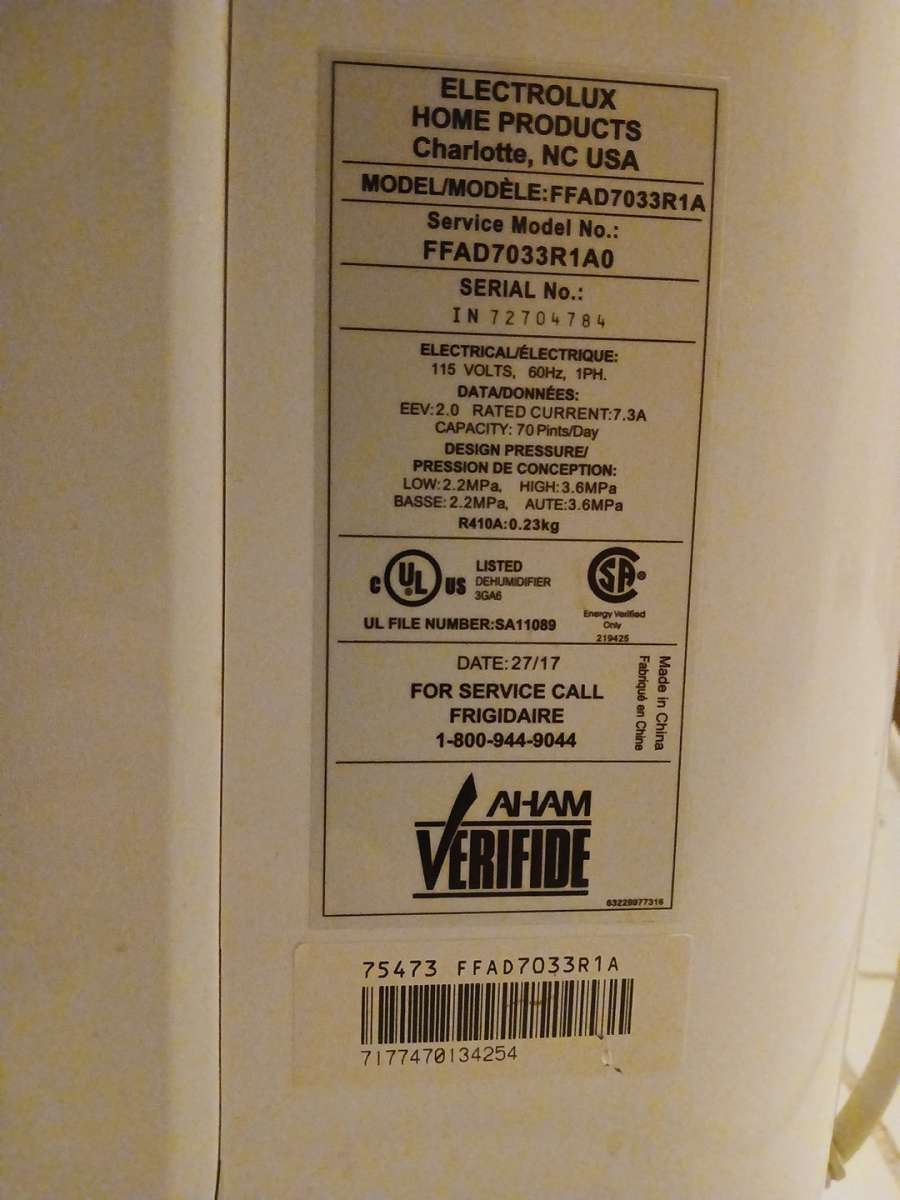 ELECTROLUX
HOME PRODUCTS
Charlotte, NC USA
MODEL/MODÈLE:FFAD7033R1A
Service Model No.:
FFAD7033R1A0
SERIAL No.:
IN 72704784
ELECTRICAL/ÉLECTRIQUE:
115 VOLTS, 60Hz, 1PH.
DATA/DONNÉES:
EEV:2.0 RATED CURRENT:7.3A
CAPACITY: 70 Pints/Day
DESIGN PRESSURE/
PRESSION DE CONCEPTION:
LOW:2.2MPa, HIGH:3.6MPa
BASSE:2.2MPa, AUTE:3.6MPa
R410A:0.23kg
C UL US
LISTED
DEHUMIDIFIER
3GA6
UL FILE NUMBER:SA11089
SA
Energy Verified
Only
219425
DATE:27/17
FOR SERVICE CALL
FRIGIDAIRE
1-800-944-9044
Made in China
Fabriqué en Chine
AHAM
VERIFIDE
63229977316
75473 FFAD7033R1A
7177470134254